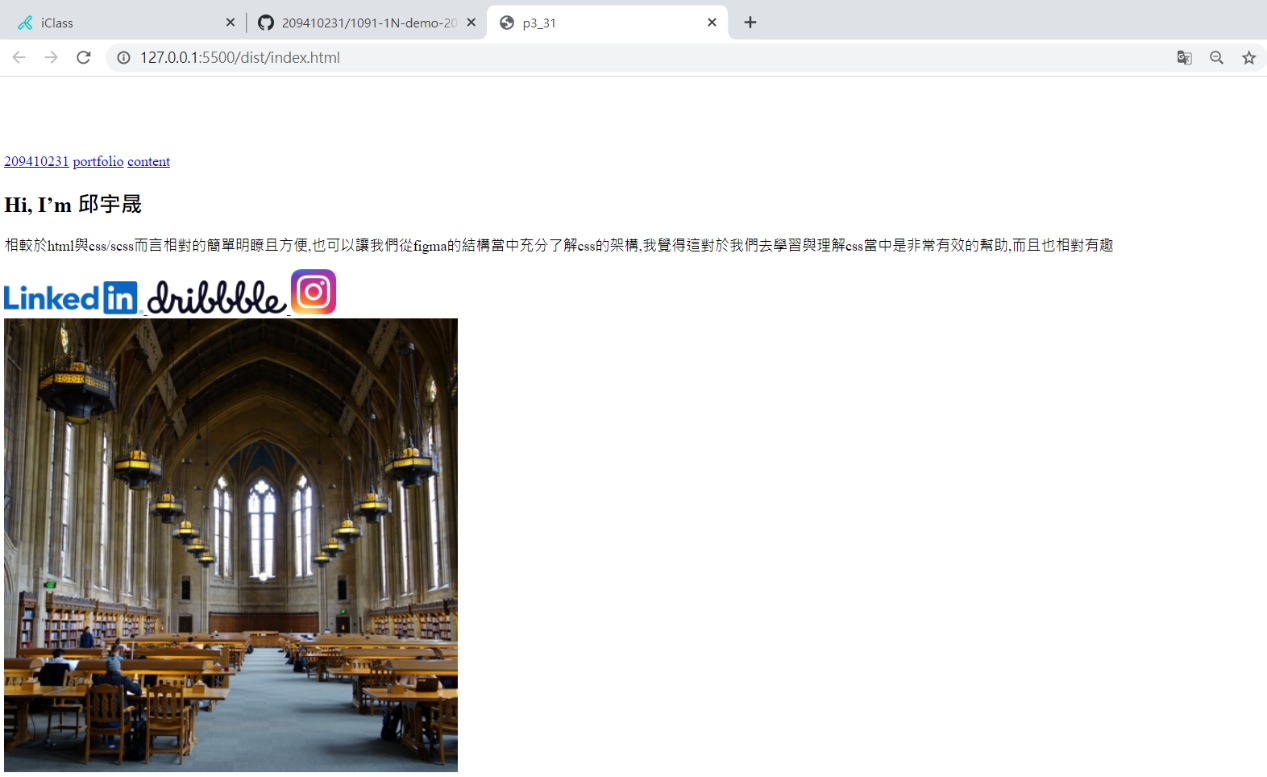 iClass
209410231/1091-1N-demo-20
p3_31
127.0.0.1:5500/dist/index.html
209410231 portfolio content
Hi, I’m 邱宇晟
相較於html與css/scss而言相對的簡單明瞭且方便,也可以讓我們從figma的結構當中充分了解css的架構,我覺得這對於我們去學習與理解css當中是非常有效的幫助,而且也相對有趣
Linked in dribbble